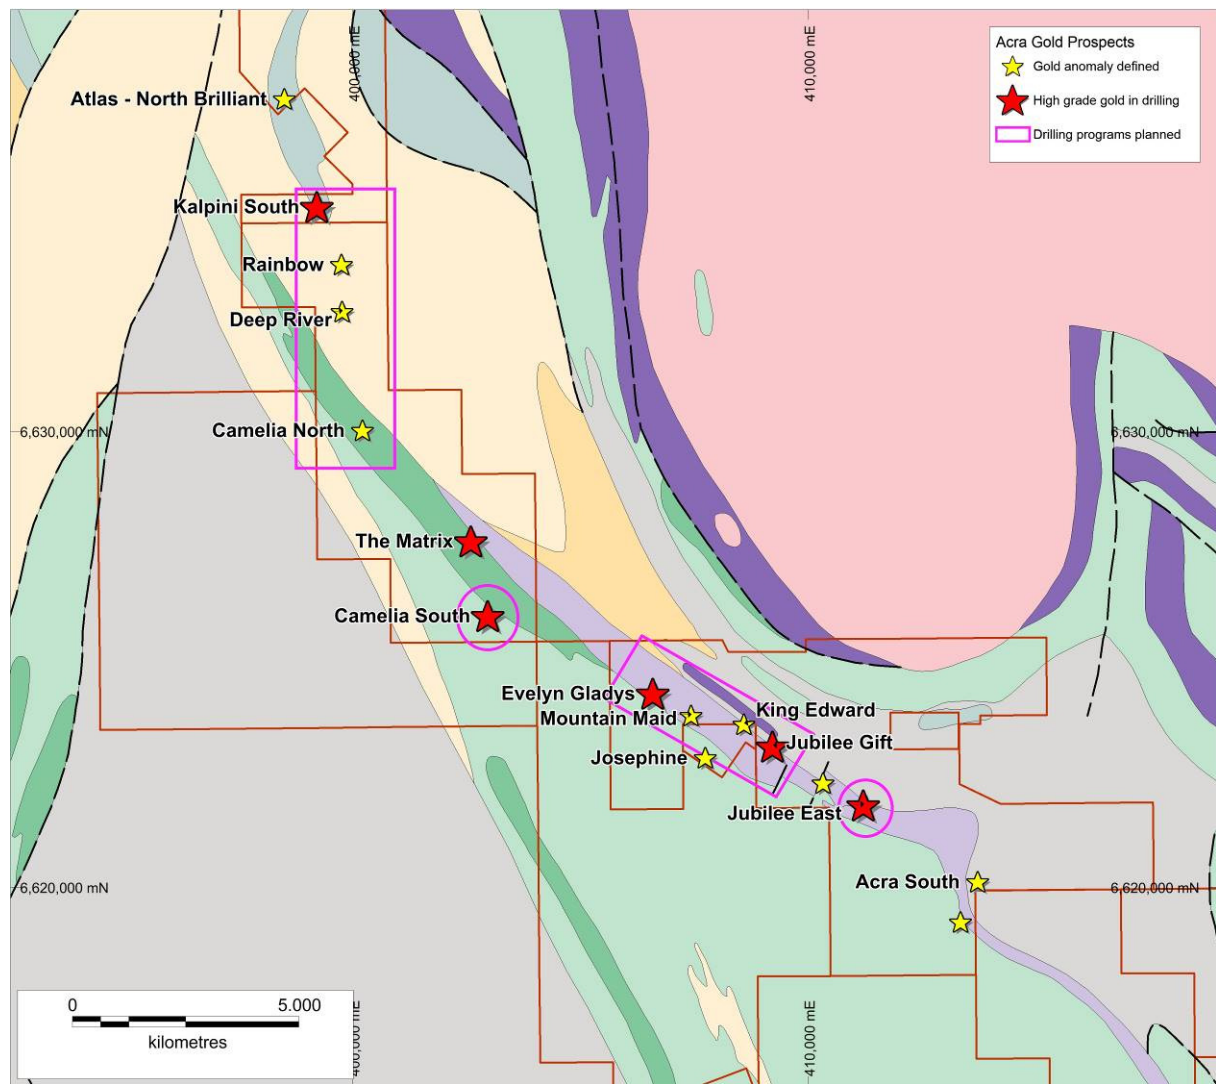 400,000 mE
410,000 mE
Acra Gold Prospects
Gold anomaly defined
High grade gold in drilling
Drilling programs planned
Atlas - North Brilliant
Kalpini South
Rainbow
Deep River
Camelia North
6,630,000 mN
6,630,000 mN
The Matrix
Camelia South
Evelyn Gladys
Mountain Maid
King Edward
Jubilee Gift
Josephine
Jubilee East
Acra South
6,620,000 mN
6,620,000 mN
0 5.000
kilometres
400,000 mE
410,000 mE